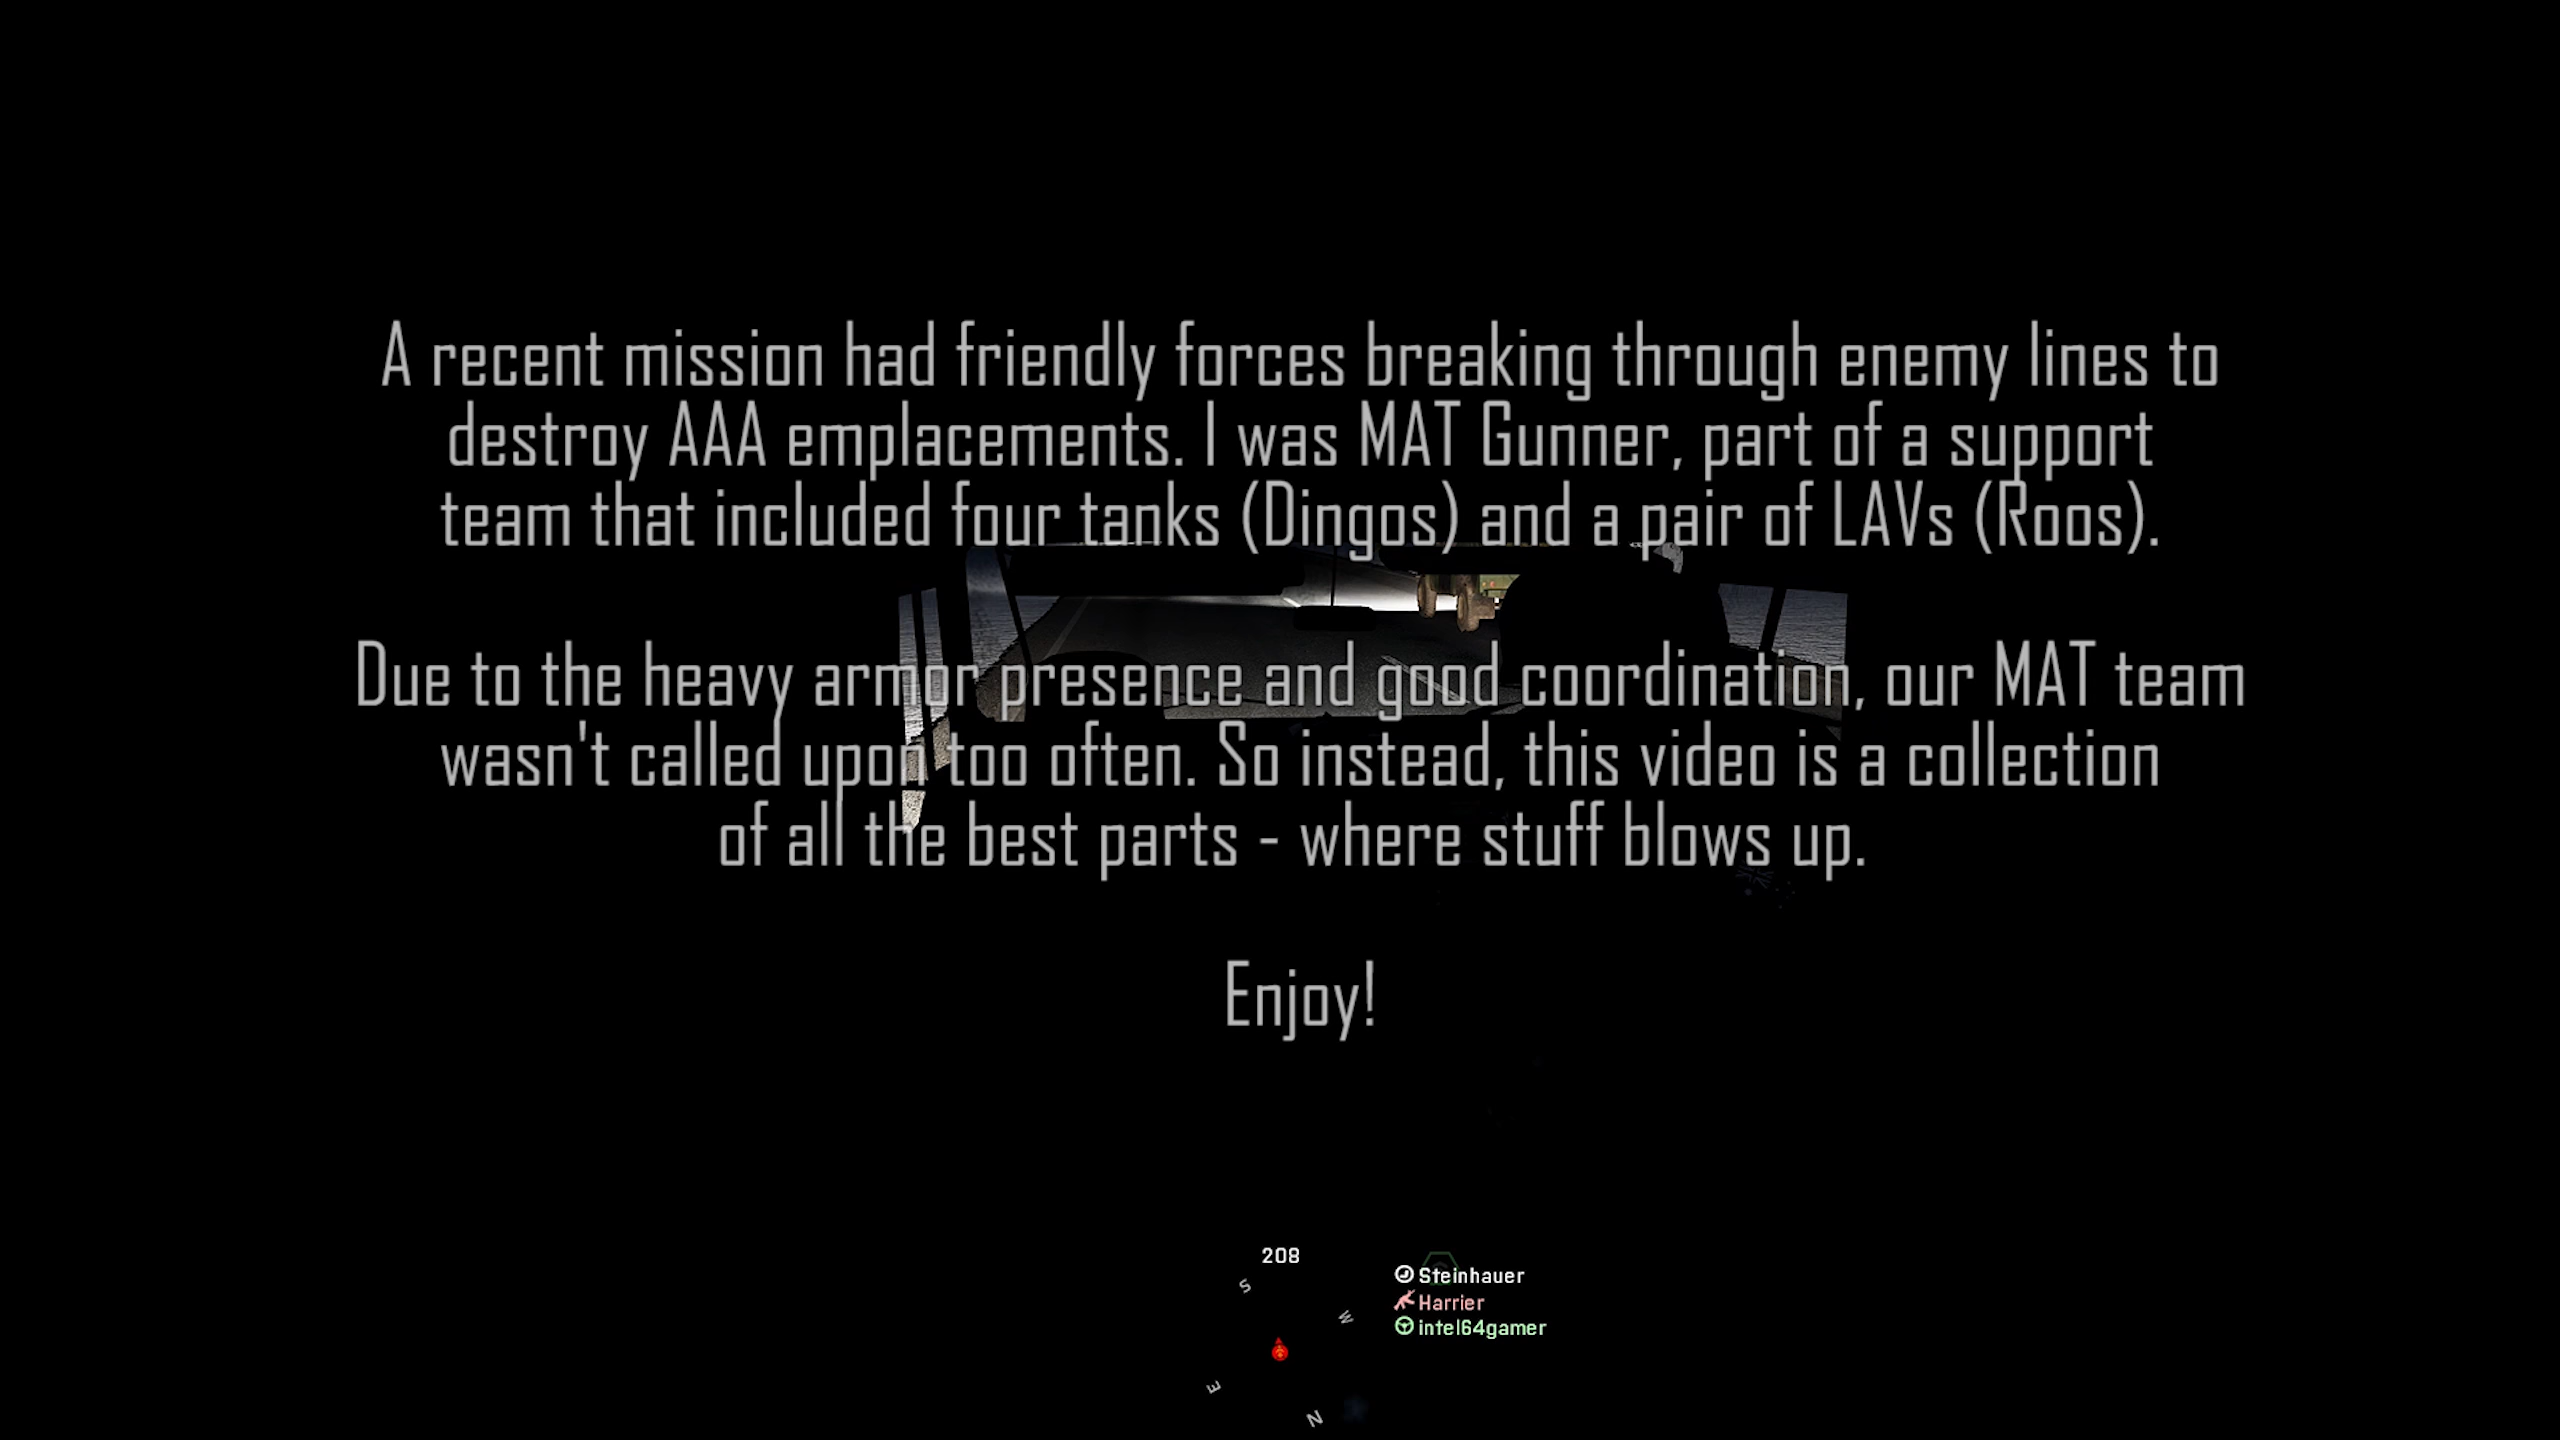 A recent mission had friendly forces breaking through enemy lines to
destroy AAA emplacements. I was MAT Gunner, part of a support
team that included four tanks (Dingos) and a pair of LAVs (Roos).
Due to the heavy armor presence and good coordination, our MAT team
wasn't called upon too often. So instead, this video is a collection
of all the best parts - where stuff blows up.
Enjoy!
208
S
W
E
N
Steinhauer
Harrier
intel64gamer